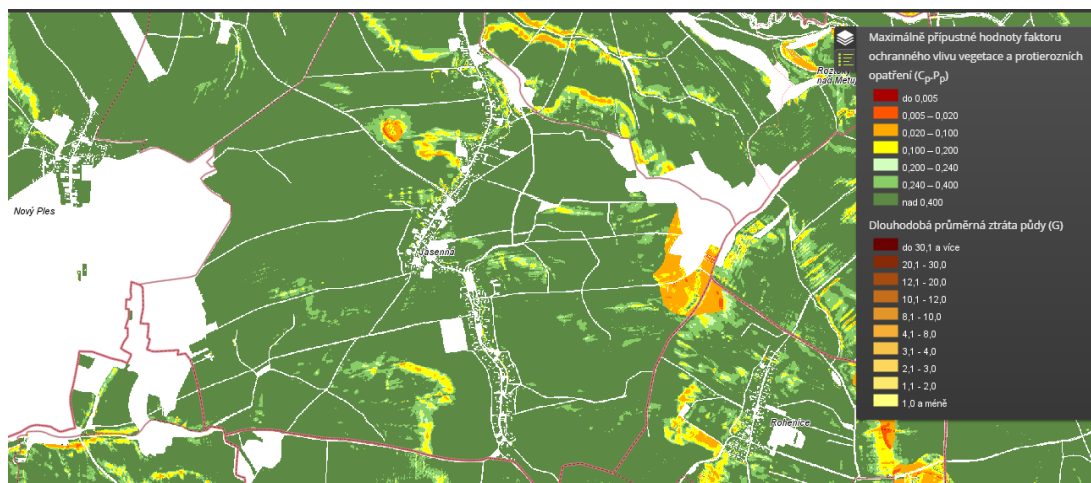 Maximálně přípustné hodnoty faktoru
ochranného vlivu vegetace a protierozních
opatření (CₚPₚ)
do 0,005
0,005 – 0,020
0,020 – 0,100
0,100 – 0,200
0,200 – 0,240
0,240 – 0,400
nad 0,400
Dlouhodobá průměrná ztráta půdy (G)
do 30,1 a více
20,1 - 30,0
12,1 - 20,0
10,1 - 12,0
8,1 - 10,0
4,1 - 8,0
3,1 - 4,0
2,1 - 3,0
1,1 - 2,0
1,0 a méně
nad Metu
Nový Ples
Jasenná
Rohenice